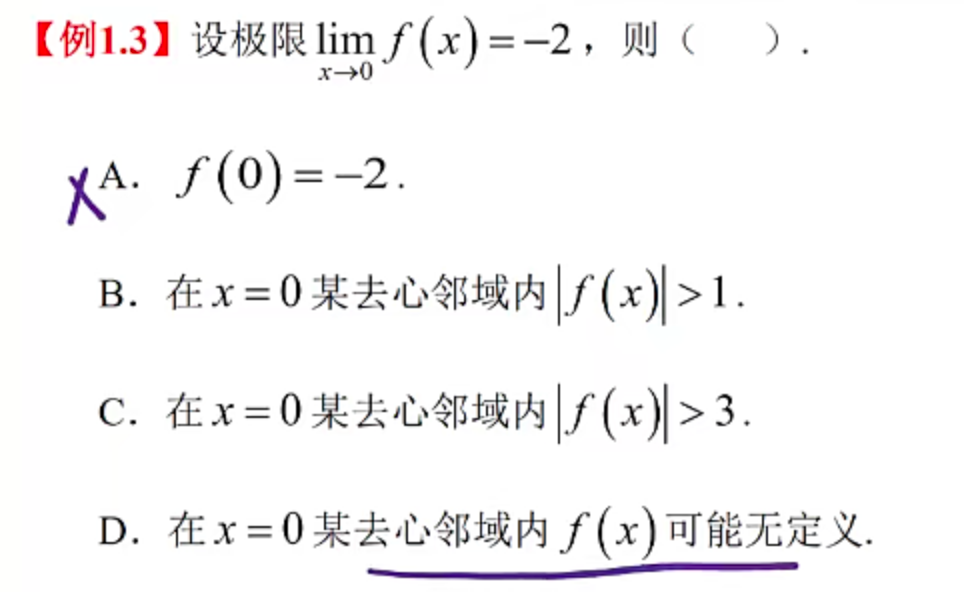 【例1.3】设极限 lim f(x)=-2，则（ ）.
x→0
A. f(0)=-2.
B. 在 x=0 某去心邻域内|f(x)|>1.
C. 在 x=0 某去心邻域内|f(x)|>3.
D. 在 x=0 某去心邻域内 f(x)可能无定义.